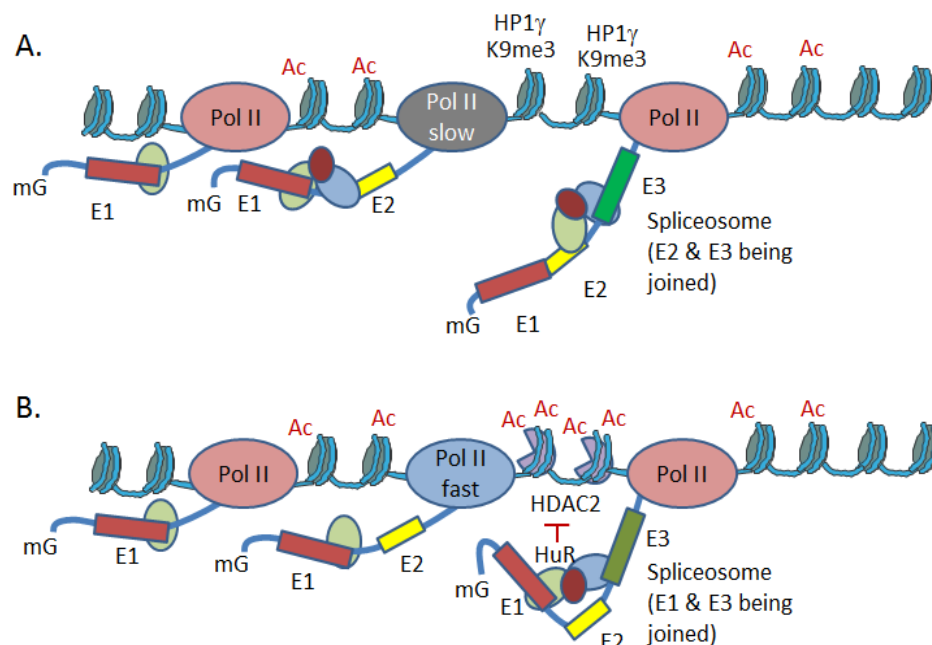 A.
HP1γ
K9me3
HP1γ
K9me3
Ac
Ac
Ac
Ac
Pol II
Pol II
slow
Pol II
mG
E1
mG
E1
E2
E3
Spliceosome
(E2 & E3 being
joined)
E2
E1
mG
B.
Ac
Ac
Ac
Ac
Ac
Ac
Ac
Ac
Pol II
Pol II
fast
Pol II
HDAC2
HuR
mG
E1
mG
E1
E2
E3
mG
E1
Spliceosome
(E1 & E3 being
joined)
E2